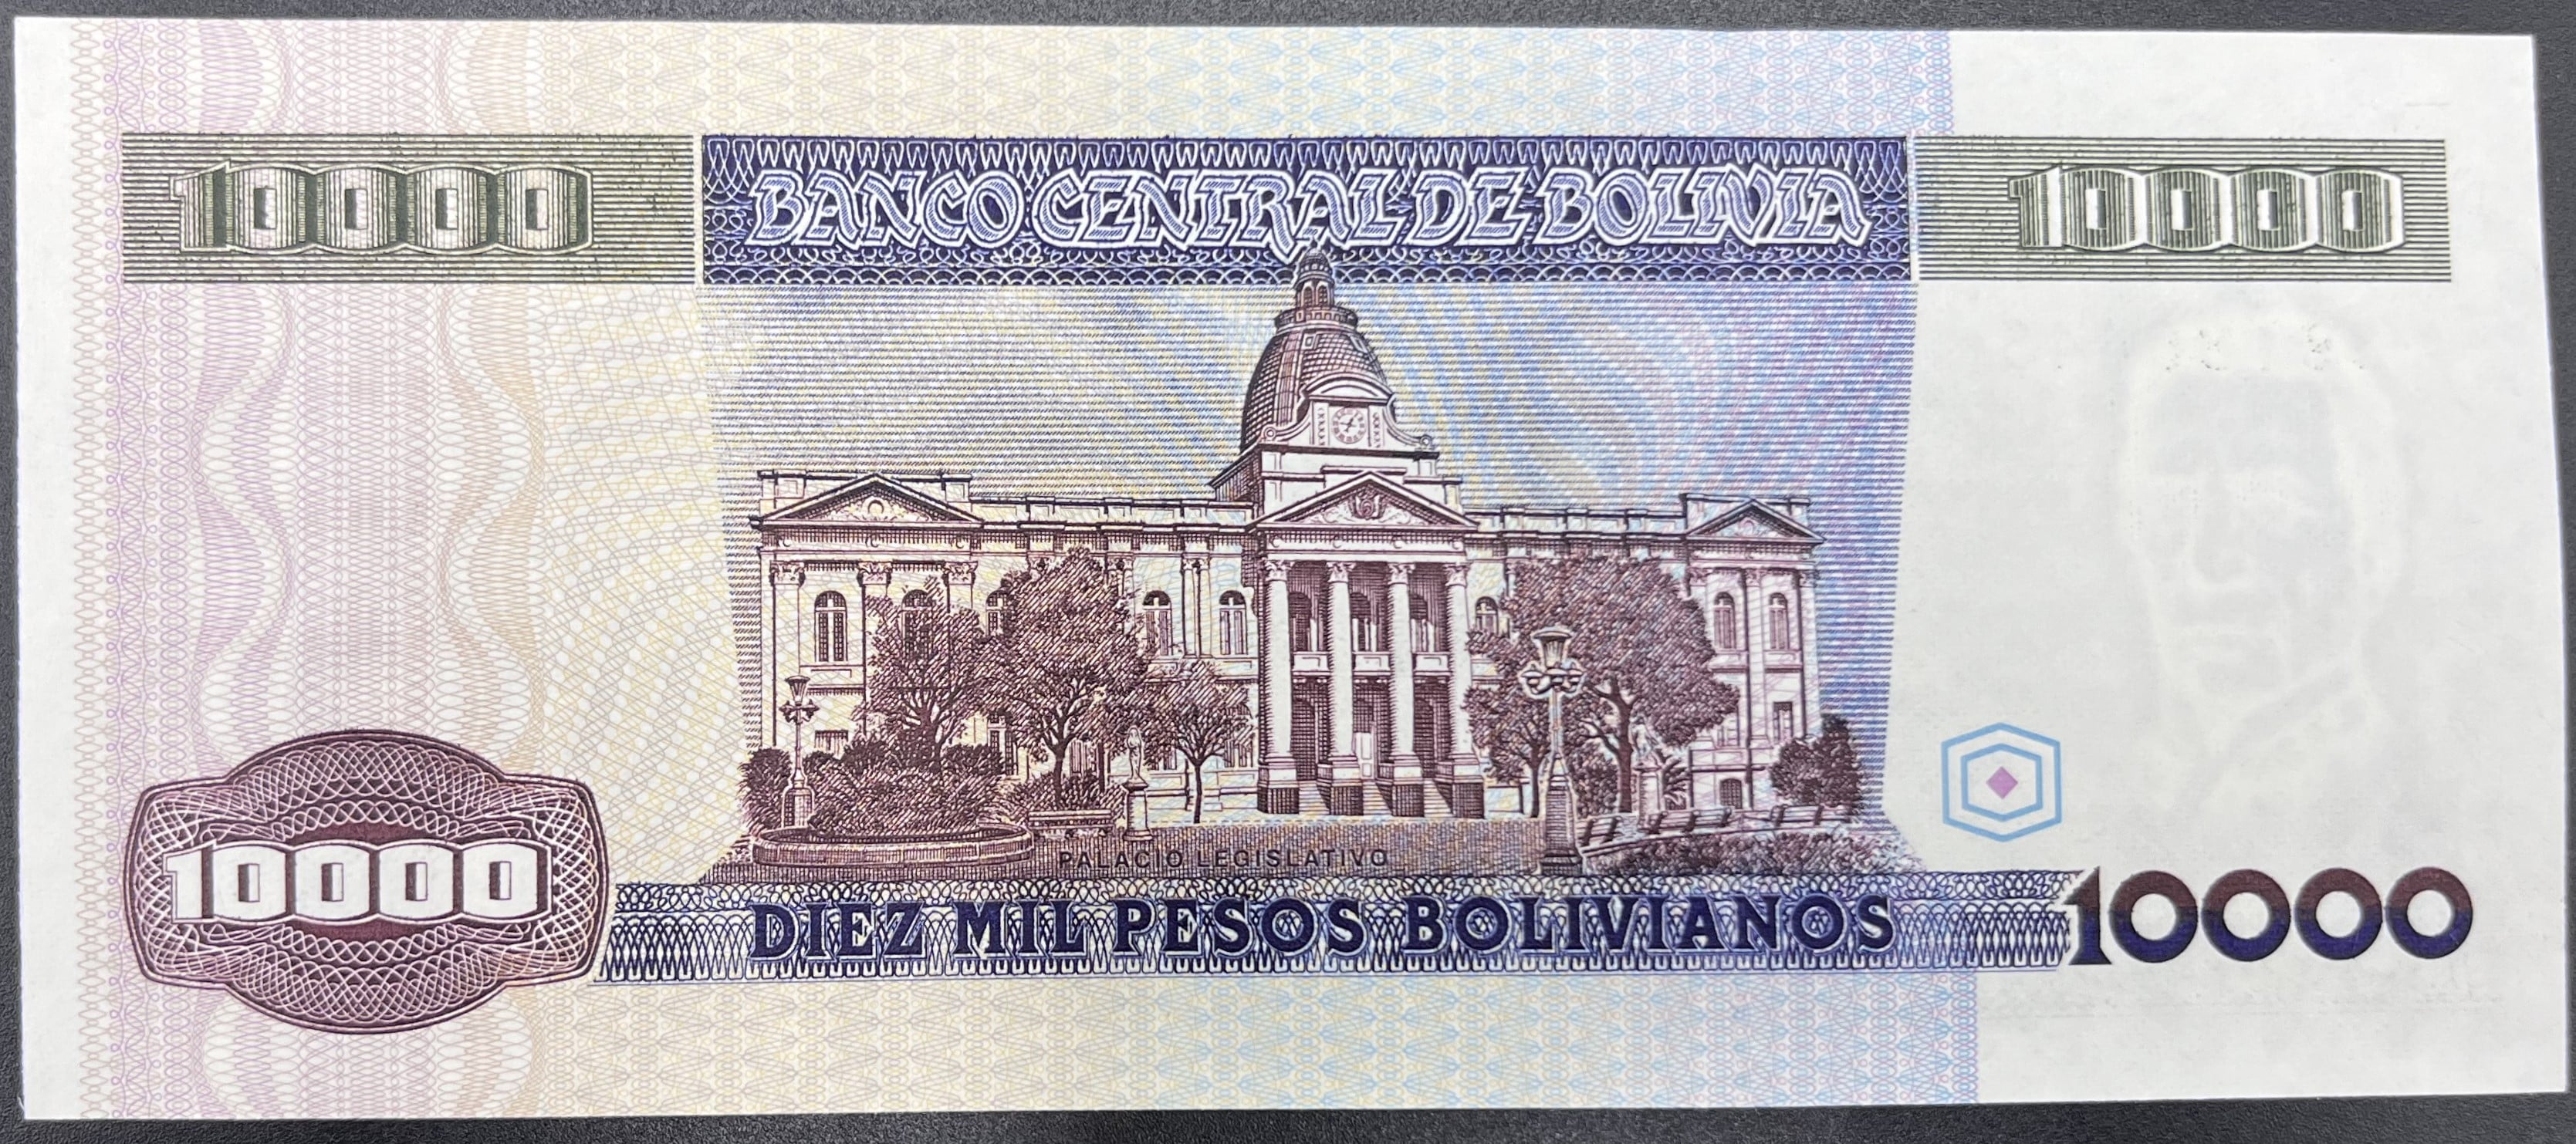 10000 BANCO CENTRAL DE BOLIVIA 10000
PALACIO LEGISLATIVO
10000 DIEZ MIL PESOS BOLIVIANOS 10000